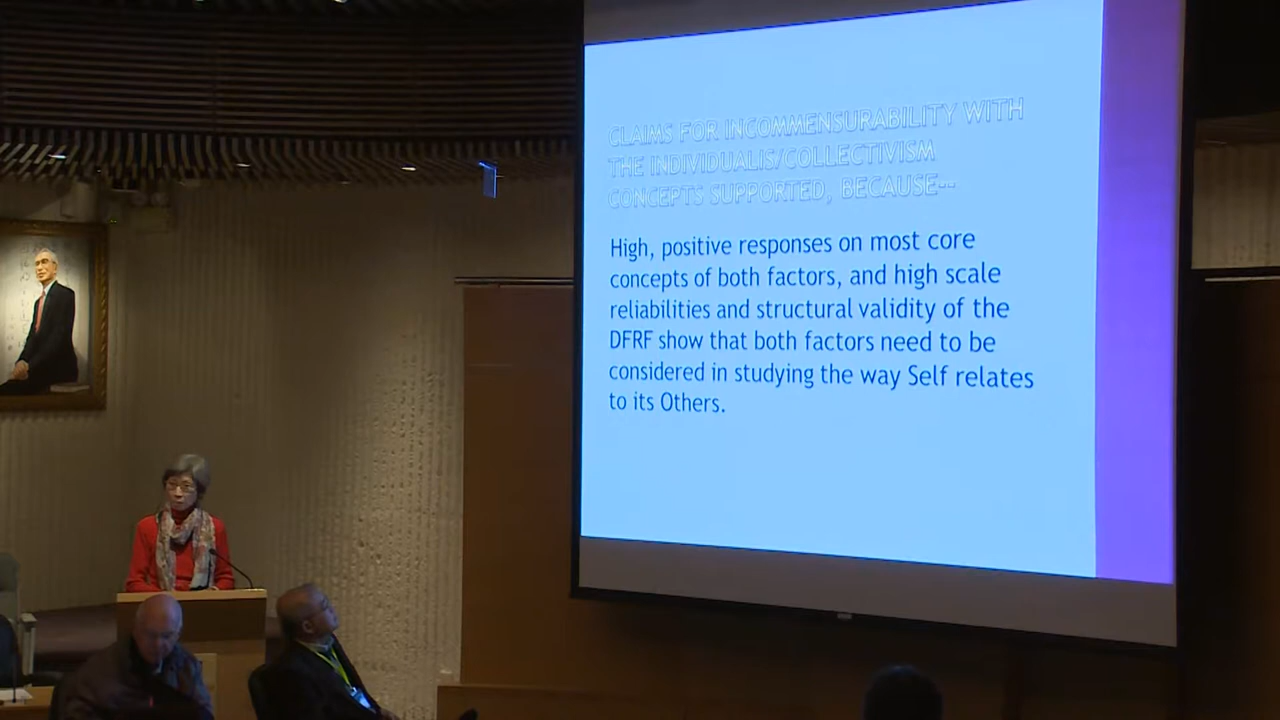 CLAIMS FOR INCOMMENSURABILITY WITH
THE INDIVIDUALIS/COLLECTIVISM
CONCEPTS SUPPORTED, BECAUSE--
High, positive responses on most core
concepts of both factors, and high scale
reliabilities and structural validity of the
DFRF show that both factors need to be
considered in studying the way Self relates
to its Others.